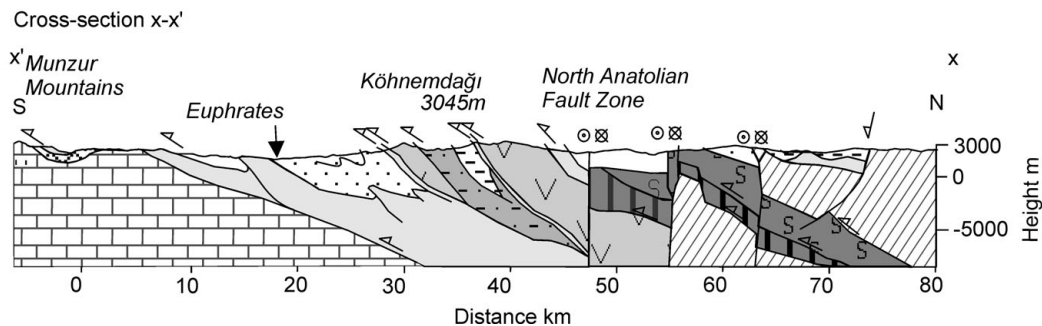 Cross-section x-x'
x' Munzur
Mountains
S
Euphrates
Köhnemdağı
3045m
North Anatolian
Fault Zone
x
N
3000
0
-5000
Height m
S
S
S
S
S
0
10
20
30
40
50
60
70
80
Distance km